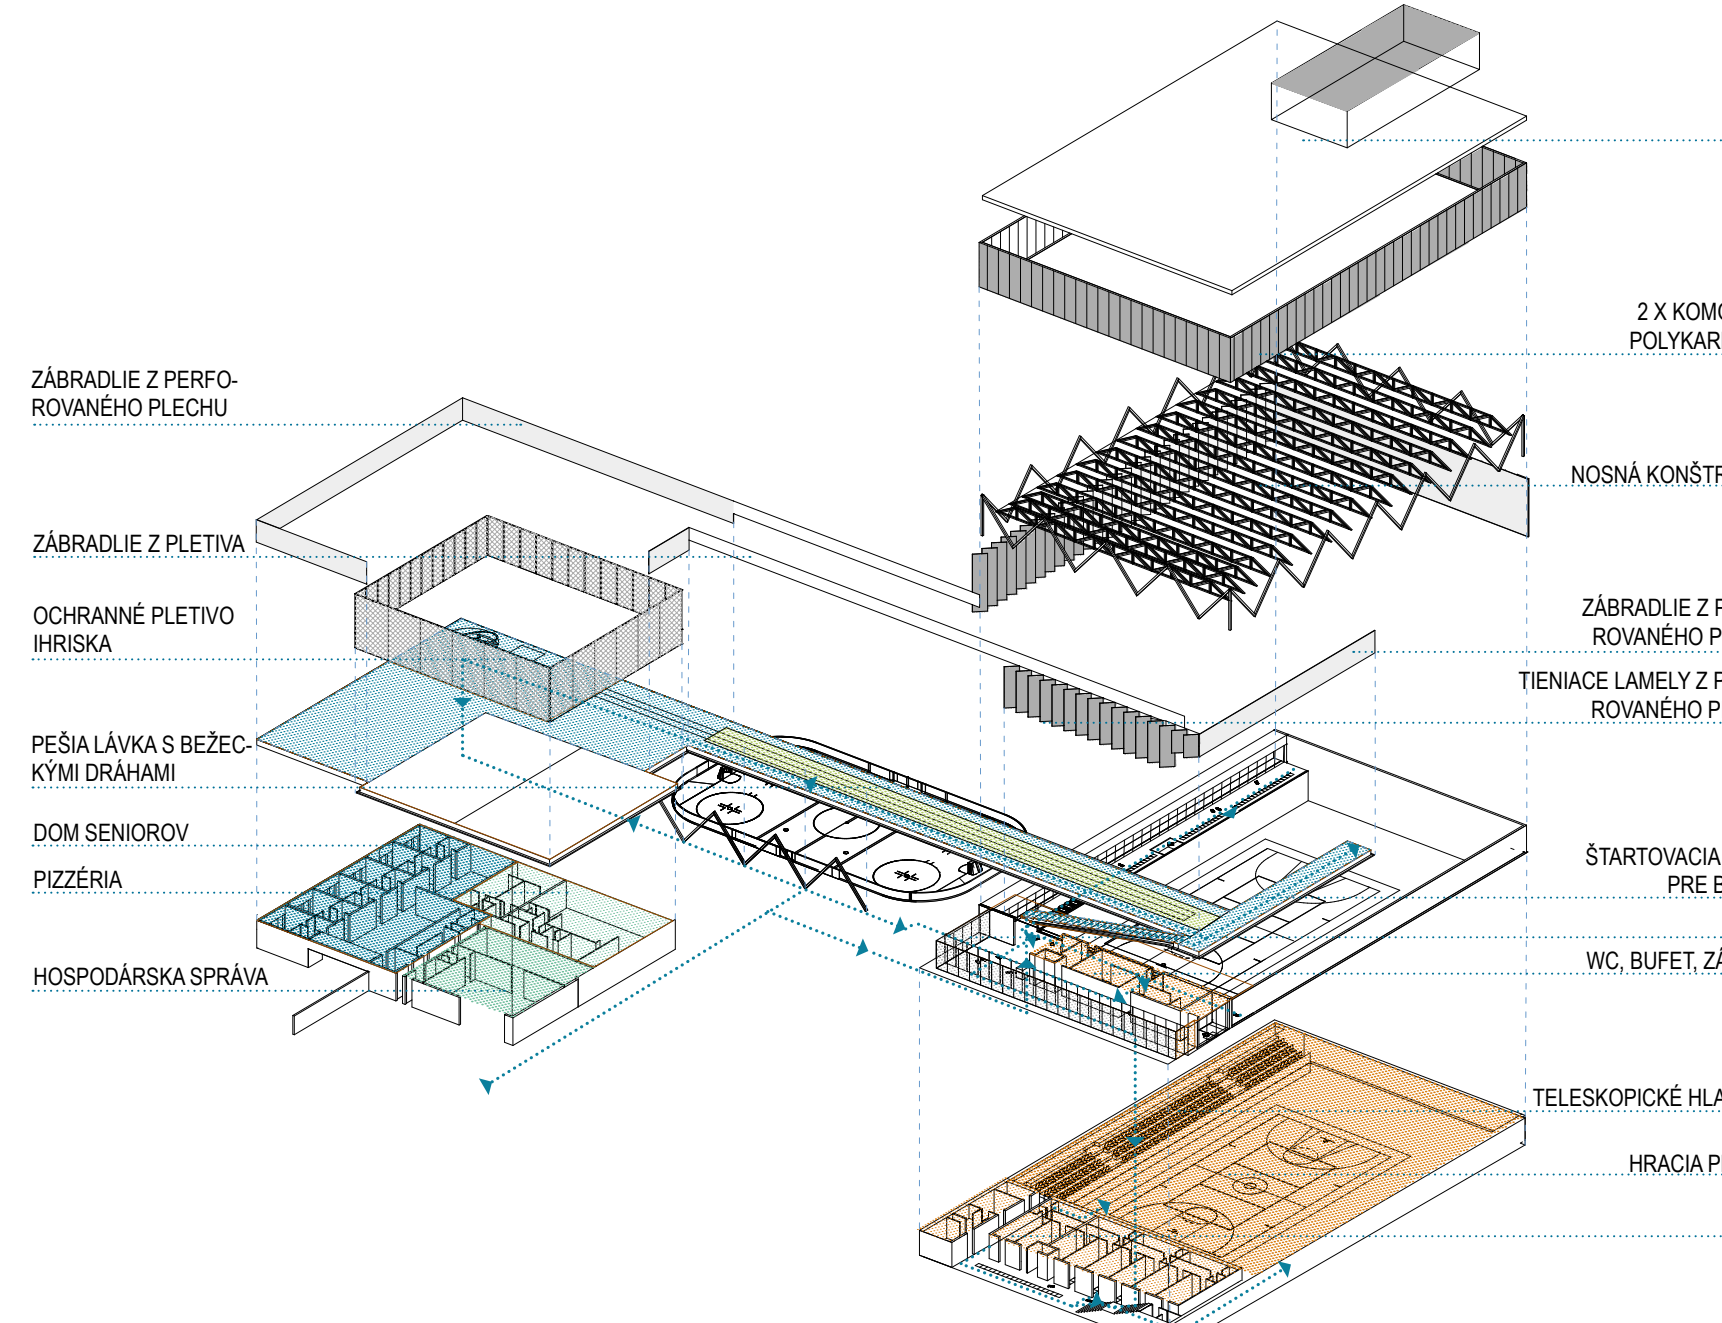 ZÁBRADLIE Z PERFO-
ROVANÉHO PLECHU
ZÁBRADLIE Z PLETIVA
OCHRANNÉ PLETIVO
IHRISKA
PEŠIA LÁVKA S BEŽEC-
KÝMI DRÁHAMI
DOM SENIOROV
PIZZÉRIA
HOSPODÁRSKA SPRÁVA
2 X KOMO
POLYKAR
NOSNÁ KONŠTR
ZÁBRADLIE Z P
ROVANÉHO P
TIENIACE LAMELY Z P
ROVANÉHO P
ŠTARTOVACIA
PRE B
WC, BUFET, ZÁ
TELESKOPICKÉ HLA
HRACIA P